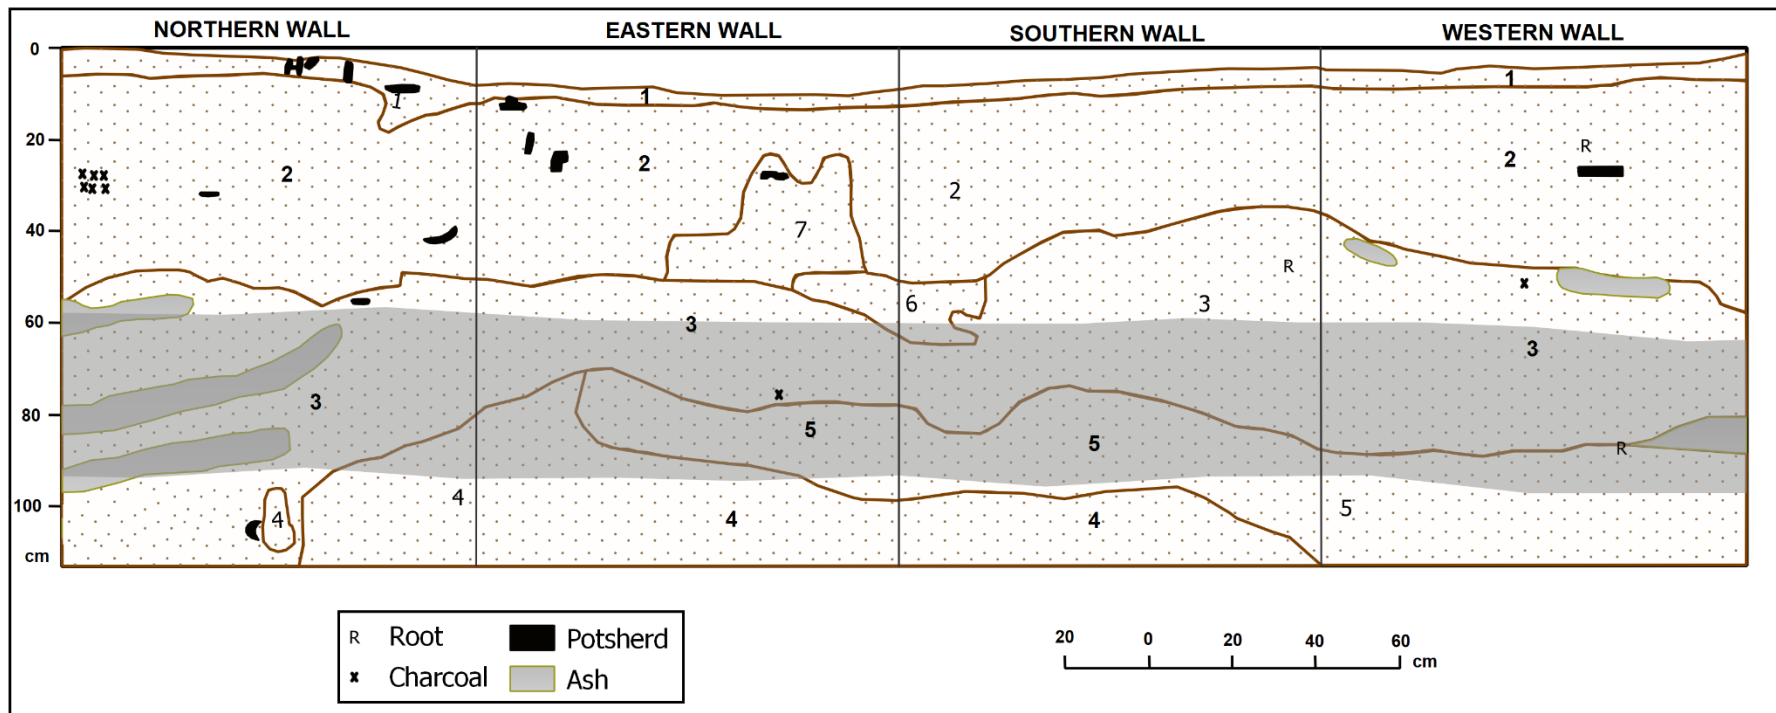 NORTHERN WALL EASTERN WALL SOUTHERN WALL WESTERN WALL
0
1
1
1
20
2
2
2
2
R
40
7
R
60
6
3
3
3
80
3
5
5
R
100
4
4
4
4
5
cm
R Root
Potsherd
x Charcoal
Ash
20 0 20 40 60
cm